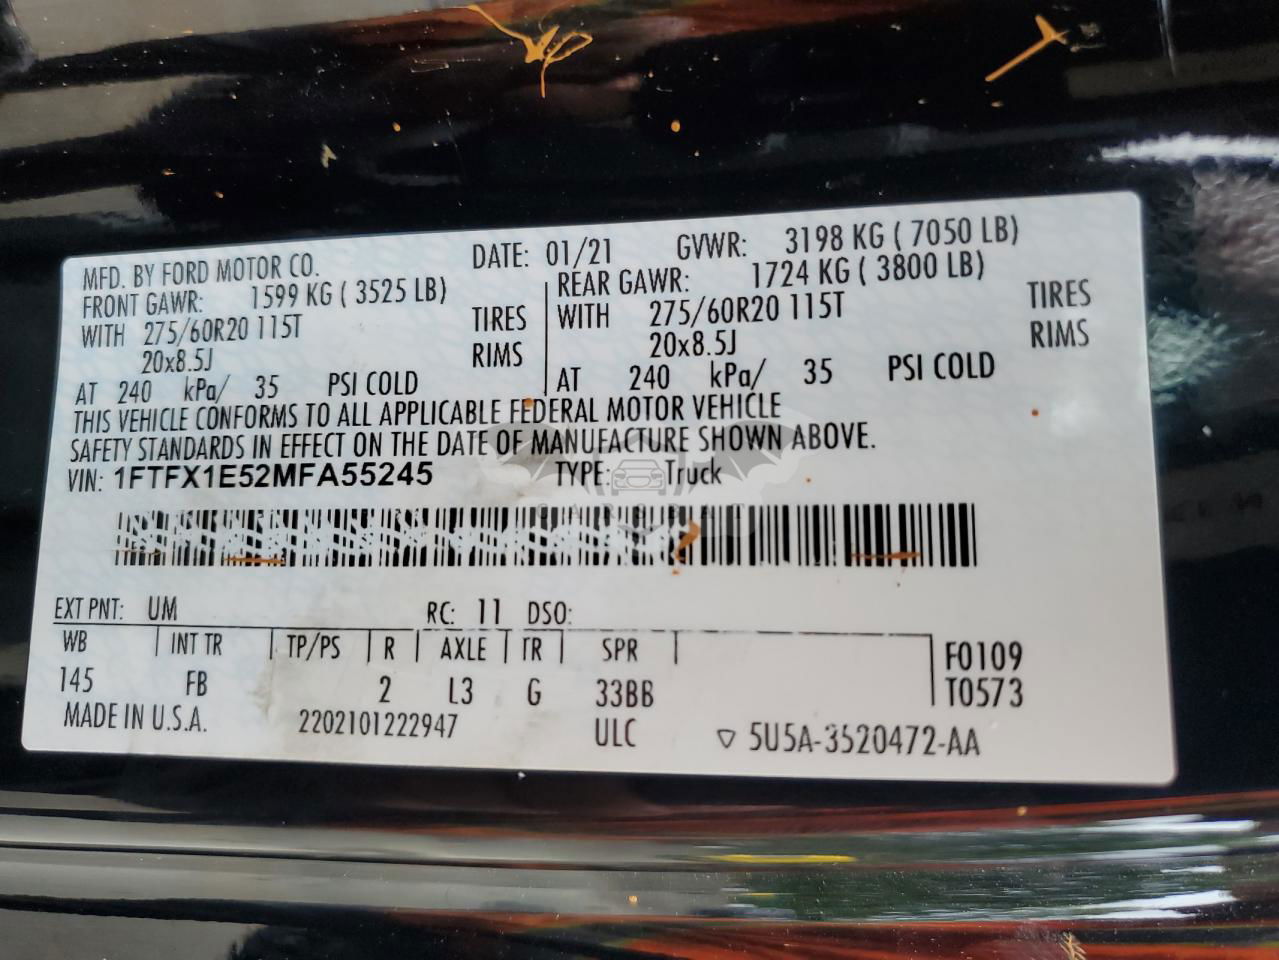 MFD. BY FORD MOTOR CO. DATE: 01/21 GVWR: 3198 KG ( 7050 LB)
FRONT GAWR: 1599 KG ( 3525 LB) REAR GAWR: 1724 KG ( 3800 LB)
WITH 275/60R20 115T TIRES WITH 275/60R20 115T TIRES
20x8.5J RIMS 20x8.5J RIMS
AT 240 kPa/ 35 PSI COLD AT 240 kPa/ 35 PSI COLD
THIS VEHICLE CONFORMS TO ALL APPLICABLE FEDERAL MOTOR VEHICLE
SAFETY STANDARDS IN EFFECT ON THE DATE OF MANUFACTURE SHOWN ABOVE.
VIN: 1FTFX1E52MFA55245 TYPE: Truck
CARSBAT
EXT PNT: UM RC: 11 DSO:
WB INT TR TP/PS R AXLE TR SPR F0109
145 FB 2 L3 G 33BB T0573
MADE IN U.S.A. 2202101222947 ULC 5U5A-3520472-AA